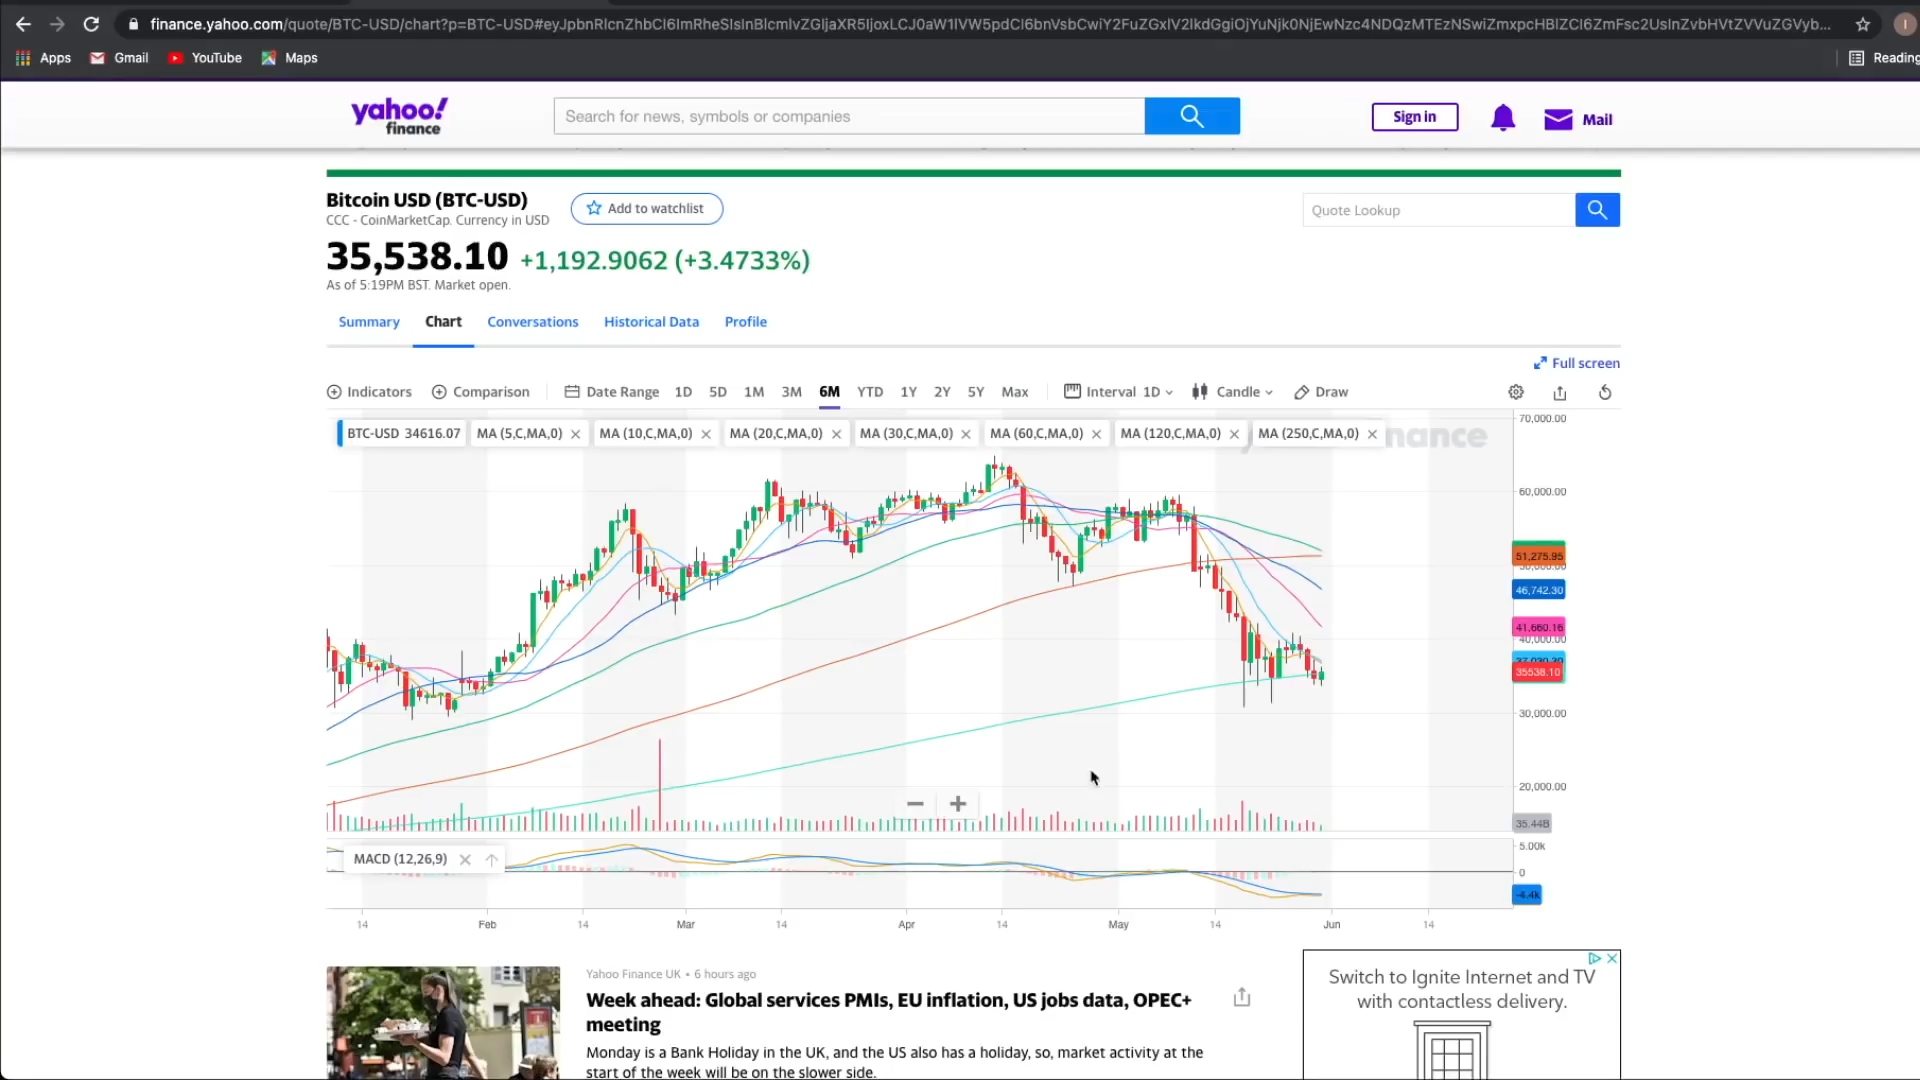 finance.yahoo.com/quote/BTC-USD/chart?p=BTC-USD#
Apps Gmail YouTube Maps Reading
yahoo! finance
Search for news, symbols or companies
Sign in
Mail
Bitcoin USD (BTC-USD)
CCC - CoinMarketCap. Currency in USD
Add to watchlist
Quote Lookup
35,538.10 +1,192.9062 (+3.4733%)
As of 5:19PM BST. Market open.
Summary Chart Conversations Historical Data Profile
Full screen
Indicators Comparison Date Range 1D 5D 1M 3M 6M YTD 1Y 2Y 5Y Max Interval 1D Candle Draw
BTC-USD 34616.07 MA (5,C,MA,0) MA (10,C,MA,0) MA (20,C,MA,0) MA (30,C,MA,0) MA (60,C,MA,0) MA (120,C,MA,0) MA (250,C,MA,0)
nance
70,000.00
60,000.00
51,275.95
50,000.00
46,742.30
41,660.16
40,000.00
35538.10
30,000.00
20,000.00
35.44B
MACD (12,26,9)
5.00k
0
-4.4k
14 Feb 14 Mar 14 Apr 14 May 14 Jun 14
Yahoo Finance UK • 6 hours ago
Week ahead: Global services PMIs, EU inflation, US jobs data, OPEC+
meeting
Monday is a Bank Holiday in the UK, and the US also has a holiday, so, market activity at the
start of the week will be on the slower side.
Switch to Ignite Internet and TV
with contactless delivery.